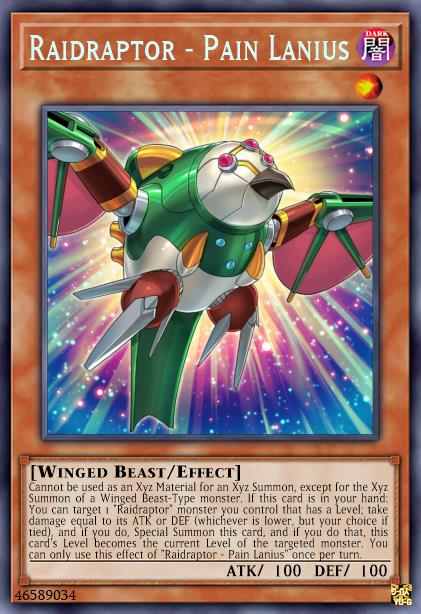 RAIDRAPTOR - PAIN LANIUS
DARK
闇
[WINGED BEAST/EFFECT]
Cannot be used as an Xyz Material for an Xyz Summon, except for the Xyz
Summon of a Winged Beast-Type monster. If this card is in your hand:
You can target 1 "Raidraptor" monster you control that has a Level; take
damage equal to its ATK or DEF (whichever is lower, but your choice if
tied), and if you do, Special Summon this card, and if you do that, this
card's Level becomes the current Level of the targeted monster. You can
only use this effect of "Raidraptor - Pain Lanius" once per turn.
ATK/ 100 DEF/ 100
46589034